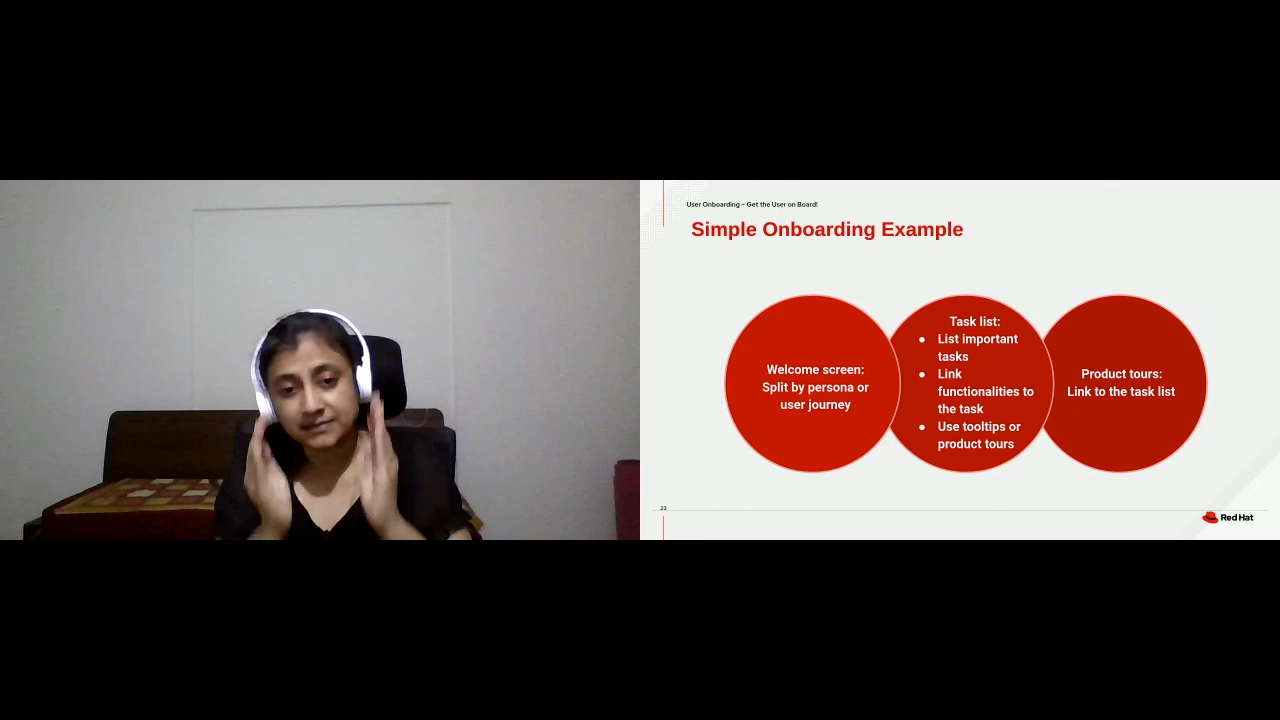 User Onboarding – Get the User on Board!
Simple Onboarding Example
Welcome screen:
Split by persona or
user journey
Task list:
● List important
tasks
● Link
functionalities to
the task
● Use tooltips or
product tours
Product tours:
Link to the task list
23
Red Hat